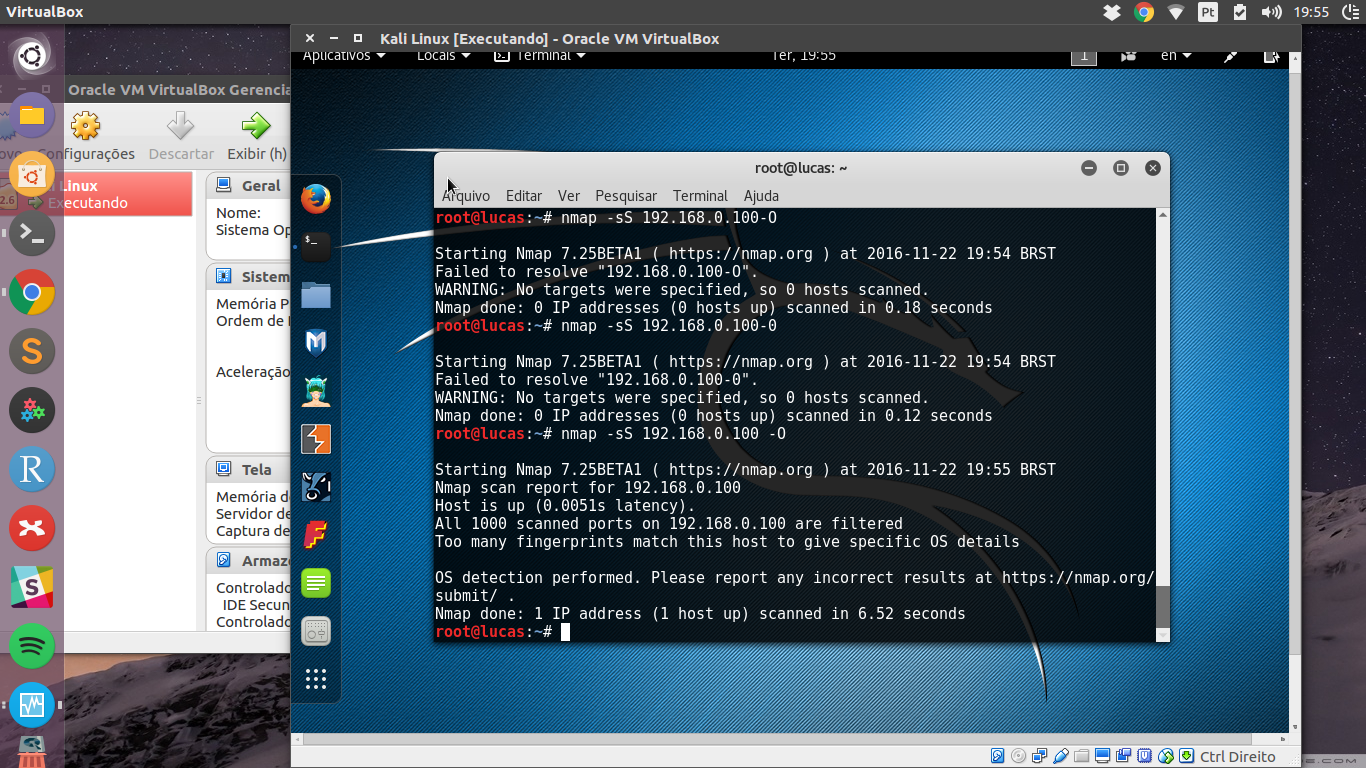 VirtualBox
Pt
19:55
Kali Linux [Executando] - Oracle VM VirtualBox
Oracle VM VirtualBox Gerencia
Aplicativos
Locais
Terminal
Ter, 19:55
1
en
onfigurações
Descartar
Exibir (h)
Linux
Executando
Geral
Nome:
Sistema Op
Sistem
Memória P
Ordem de
Aceleração
Tela
Memória d
Servidor de
Captura de
Armaz
Controlado
IDE Secun
Controlado
root@lucas: ~
Arquivo Editar Ver Pesquisar Terminal Ajuda
root@lucas:~# nmap -sS 192.168.0.100-O
Starting Nmap 7.25BETA1 ( https://nmap.org ) at 2016-11-22 19:54 BRST
Failed to resolve "192.168.0.100-O".
WARNING: No targets were specified, so 0 hosts scanned.
Nmap done: 0 IP addresses (0 hosts up) scanned in 0.18 seconds
root@lucas:~# nmap -sS 192.168.0.100-O
Starting Nmap 7.25BETA1 ( https://nmap.org ) at 2016-11-22 19:54 BRST
Failed to resolve "192.168.0.100-O".
WARNING: No targets were specified, so 0 hosts scanned.
Nmap done: 0 IP addresses (0 hosts up) scanned in 0.12 seconds
root@lucas:~# nmap -sS 192.168.0.100 -O
Starting Nmap 7.25BETA1 ( https://nmap.org ) at 2016-11-22 19:55 BRST
Nmap scan report for 192.168.0.100
Host is up (0.0051s latency).
All 1000 scanned ports on 192.168.0.100 are filtered
Too many fingerprints match this host to give specific OS details
OS detection performed. Please report any incorrect results at https://nmap.org/
submit/ .
Nmap done: 1 IP address (1 host up) scanned in 6.52 seconds
root@lucas:~#
Ctrl Direito